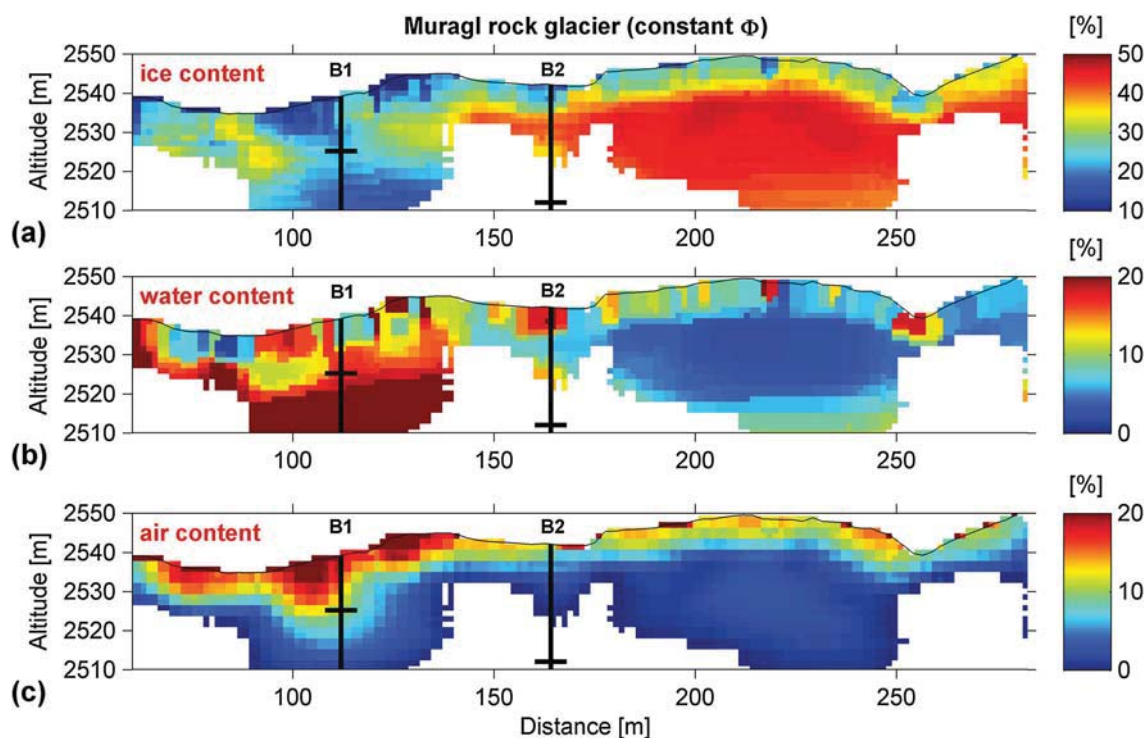 Muragl rock glacier (constant Φ)
[%]
ice content
B1
B2
Altitude [m]
2550
2540
2530
2520
2510
50
40
30
20
10
(a)
100
150
200
250
[%]
water content
B1
B2
Altitude [m]
2550
2540
2530
2520
2510
20
10
0
(b)
100
150
200
250
[%]
air content
B1
B2
Altitude [m]
2550
2540
2530
2520
2510
20
10
0
(c)
100
150
200
250
Distance [m]